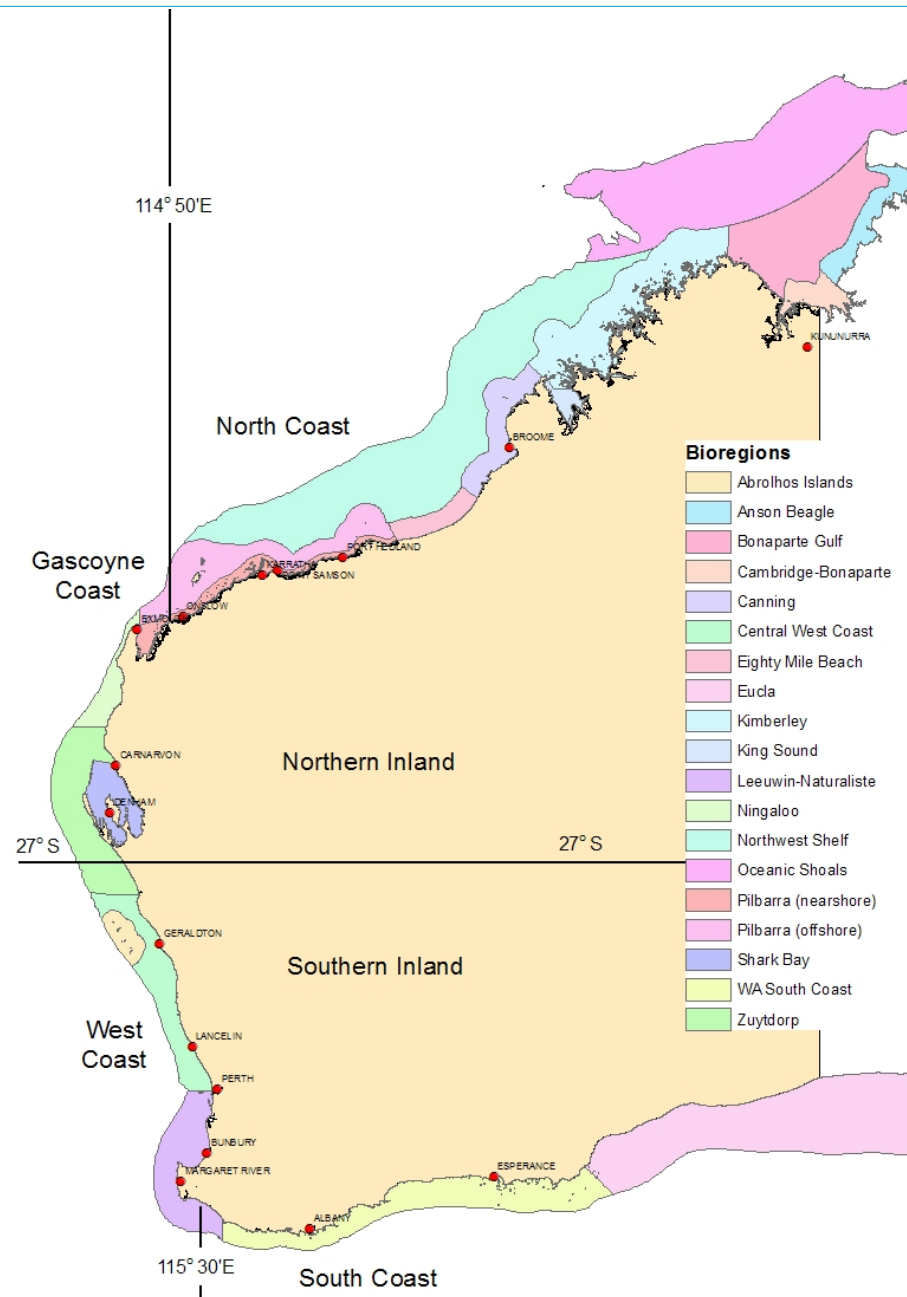 114° 50'E
KUNUNURRA
North Coast
BROOME
Bioregions
Abrolhos Islands
Anson Beagle
Bonaparte Gulf
Cambridge-Bonaparte
Canning
Central West Coast
Eighty Mile Beach
Eucla
Kimberley
King Sound
Leeuwin-Naturaliste
Ningaloo
Northwest Shelf
Oceanic Shoals
Pilbarra (nearshore)
Pilbarra (offshore)
Shark Bay
WA South Coast
Zuytdorp
PORT HEDLAND
Gascoyne
Coast
KARRATHA
SAMSON
ONSLOW
CARNARVON
Northern Inland
DENHAM
27° S
27° S
GERALDTON
Southern Inland
West
Coast
LANCELIN
PERTH
BUNBURY
MARGARET RIVER
ESPERANCE
ALBANY
115° 30'E
South Coast